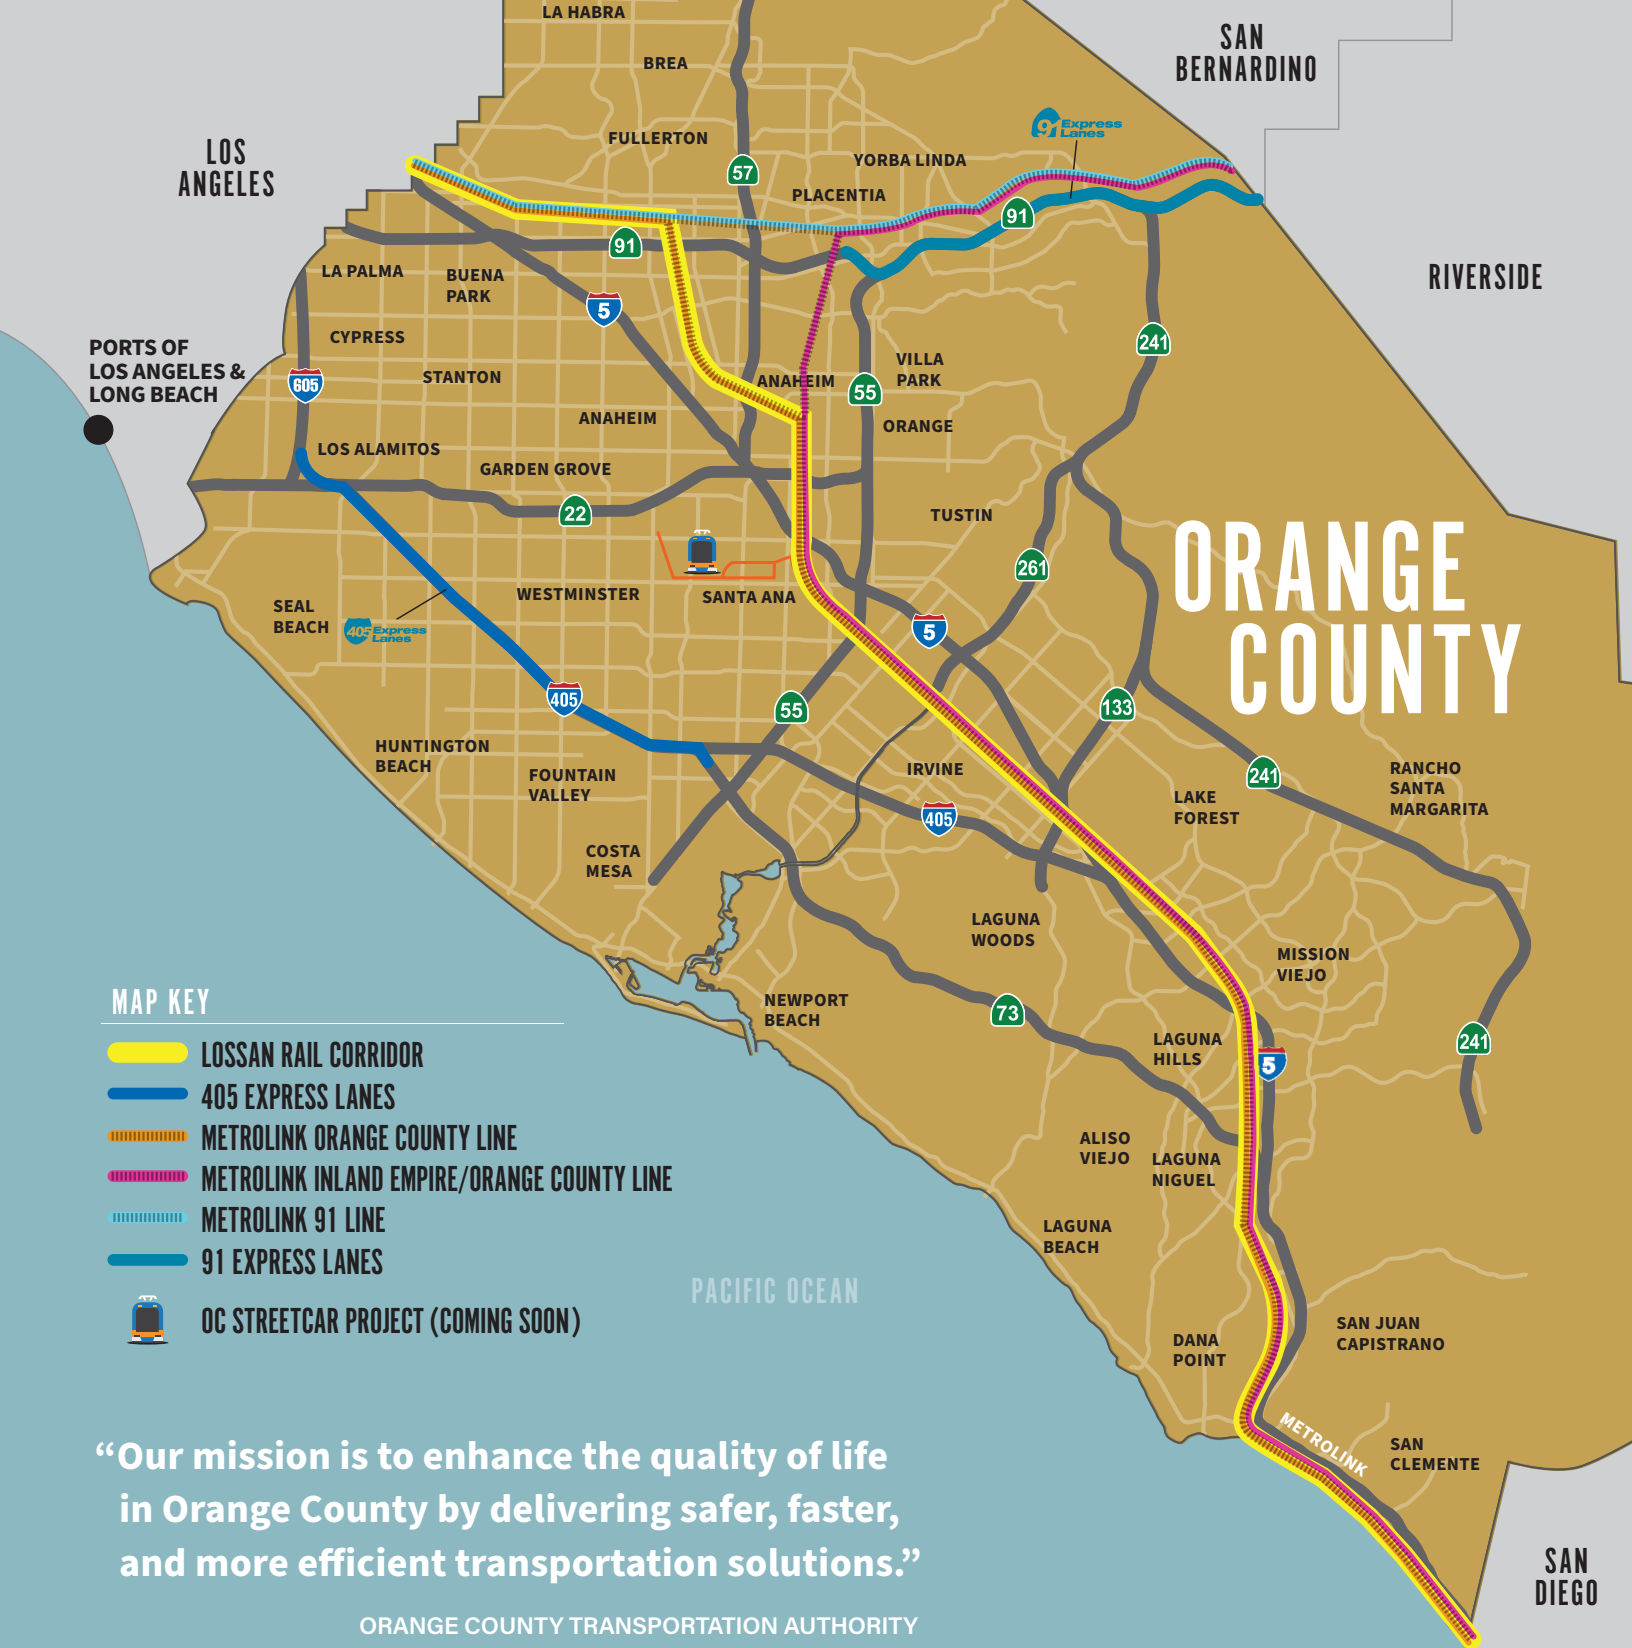 LA HABRA
SAN
BERNARDINO
BREA
91 Express
Lanes
FULLERTON
LOS
ANGELES
57
YORBA LINDA
PLACENTIA
91
91
LA PALMA
BUENA
PARK
RIVERSIDE
5
CYPRESS
241
PORTS OF
LOS ANGELES &
LONG BEACH
VILLA
PARK
STANTON
605
ANAHEIM
55
ANAHEIM
ORANGE
LOS ALAMITOS
GARDEN GROVE
22
TUSTIN
ORANGE
COUNTY
261
WESTMINSTER
SANTA ANA
SEAL
BEACH
405 Express
Lanes
5
405
55
133
HUNTINGTON
BEACH
FOUNTAIN
VALLEY
IRVINE
241
RANCHO
SANTA
MARGARITA
LAKE
FOREST
405
COSTA
MESA
LAGUNA
WOODS
MISSION
VIEJO
NEWPORT
BEACH
73
LAGUNA
HILLS
5
241
ALISO
VIEJO
LAGUNA
NIGUEL
LAGUNA
BEACH
MAP KEY
LOSSAN RAIL CORRIDOR
405 EXPRESS LANES
METROLINK ORANGE COUNTY LINE
METROLINK INLAND EMPIRE/ORANGE COUNTY LINE
METROLINK 91 LINE
91 EXPRESS LANES
OC STREETCAR PROJECT (COMING SOON)
PACIFIC OCEAN
SAN JUAN
CAPISTRANO
DANA
POINT
METROLINK
SAN
CLEMENTE
SAN
DIEGO
“Our mission is to enhance the quality of life
in Orange County by delivering safer, faster,
and more efficient transportation solutions.”
ORANGE COUNTY TRANSPORTATION AUTHORITY